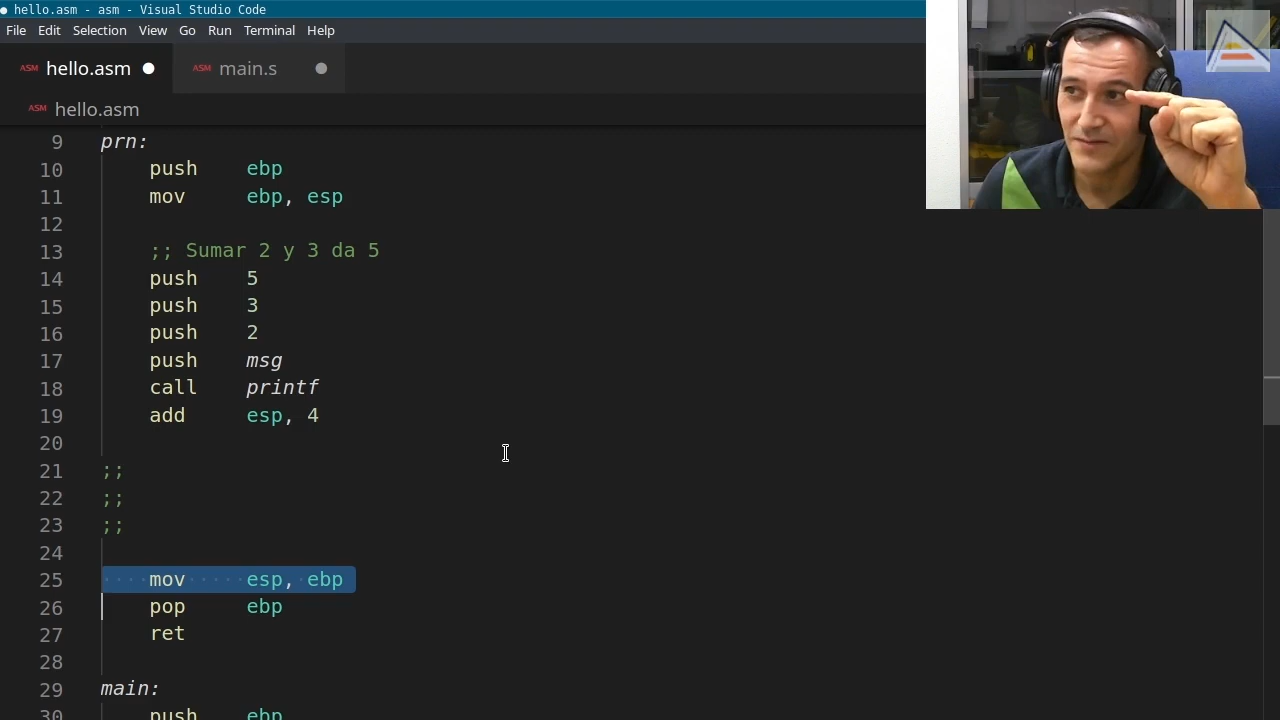 hello.asm - asm - Visual Studio Code
File Edit Selection View Go Run Terminal Help
ASM hello.asm ASM main.s
ASM hello.asm
9 prn:
10 push ebp
11 mov ebp, esp
12
13 ;; Sumar 2 y 3 da 5
14 push 5
15 push 3
16 push 2
17 push msg
18 call printf
19 add esp, 4
20
21 ;;
22 ;;
23 ;;
24
25 mov esp, ebp
26 pop ebp
27 ret
28
29 main:
30 push ebp